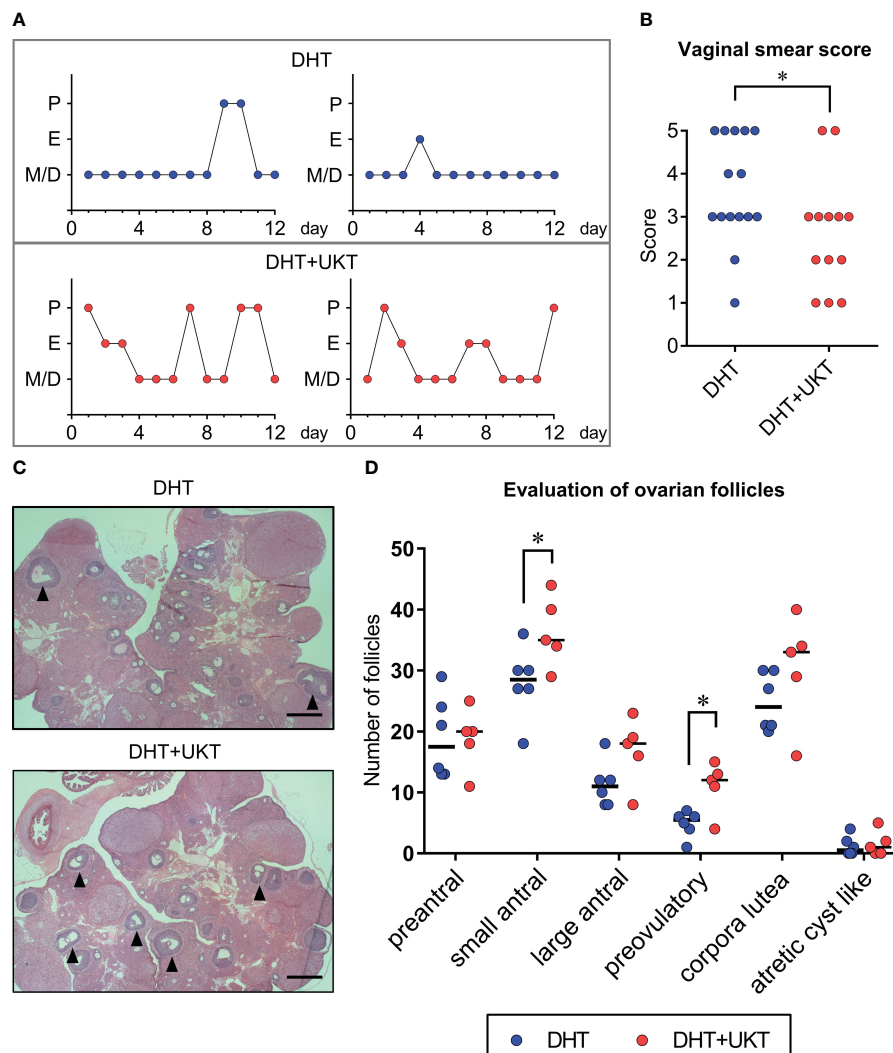 A
DHT
P
E
M/D
0 4 8 12 day
P
E
M/D
0 4 8 12 day
DHT+UKT
P
E
M/D
0 4 8 12 day
P
E
M/D
0 4 8 12 day
B
Vaginal smear score
*
Score
5
4
3
2
1
0
DHT
DHT+UKT
C
DHT
DHT+UKT
D
Evaluation of ovarian follicles
Number of follicles
50
40
30
20
10
0
*
*
preantral
small antral
large antral
preovulatory
corpora lutea
atretic cyst like
DHT DHT+UKT